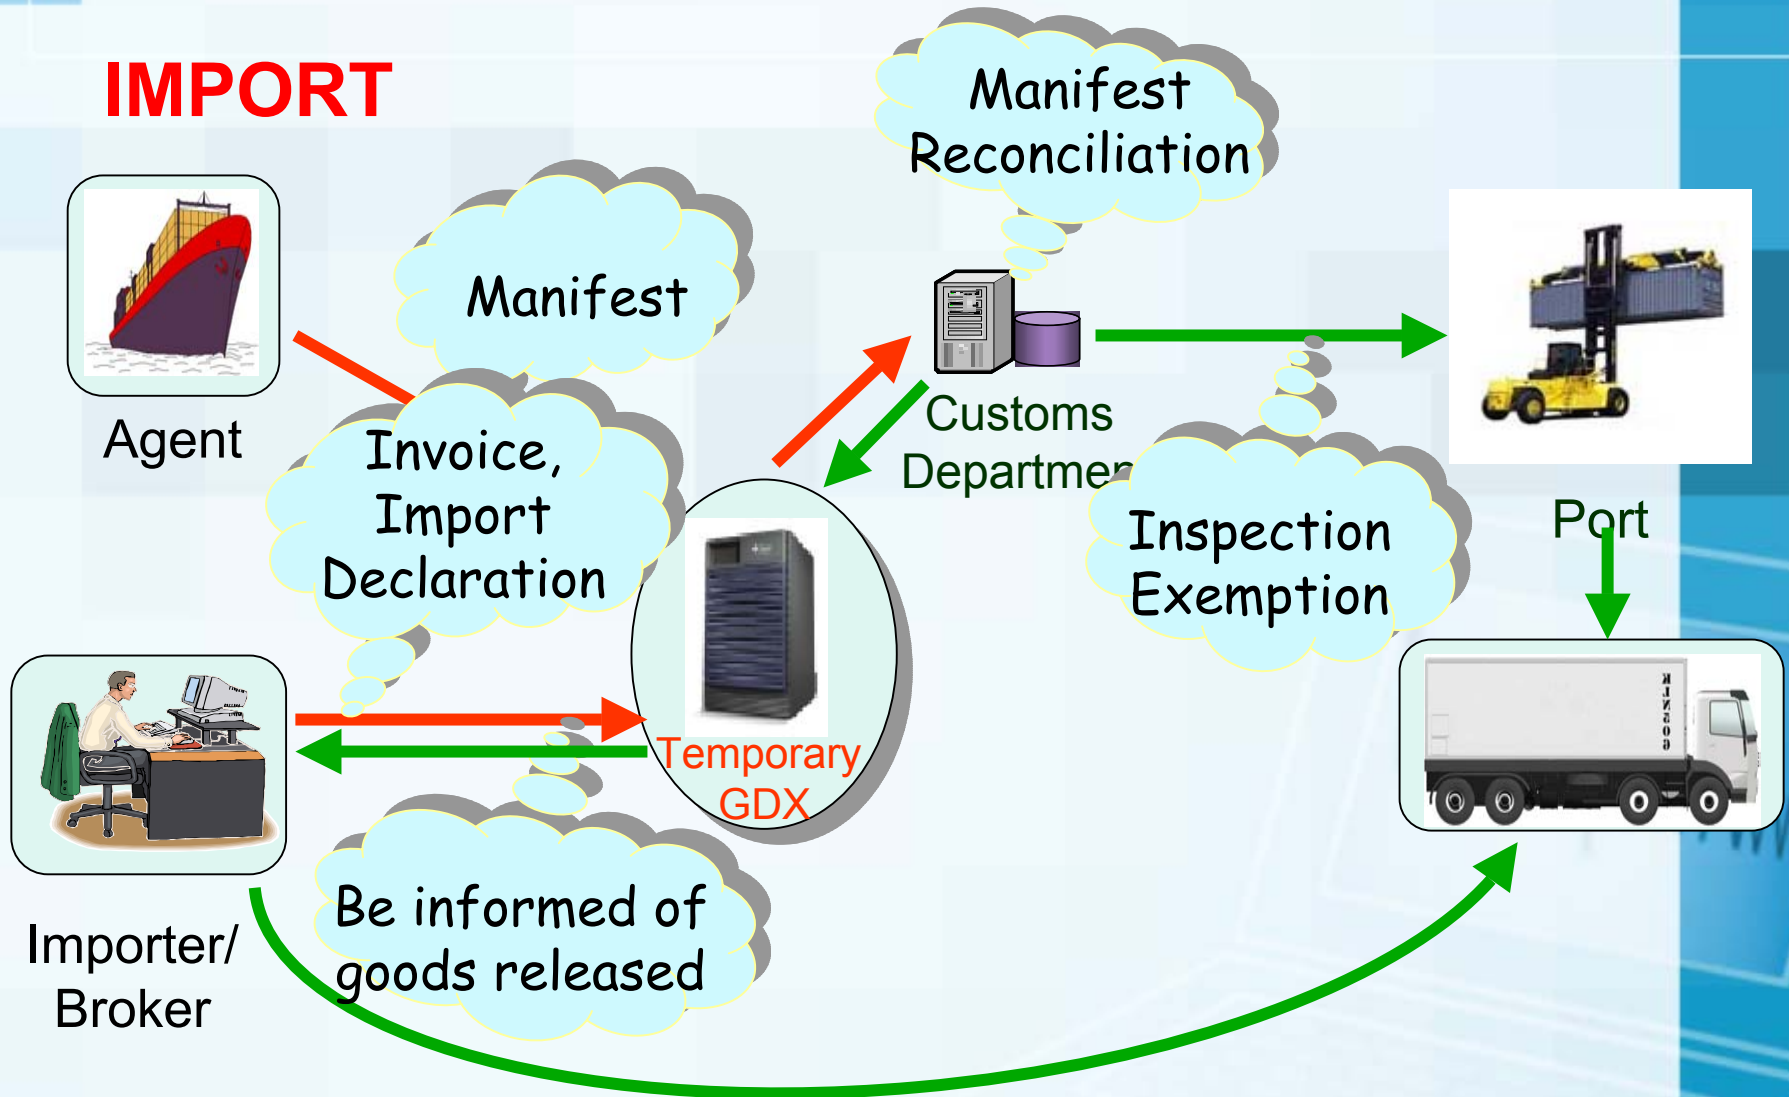 IMPORT
Manifest
Reconciliation
Manifest
Agent
Invoice,
Import
Declaration
Customs
Departmen
Inspection
Exemption
Port
Temporary
GDX
Be informed of
goods released
Importer/
Broker